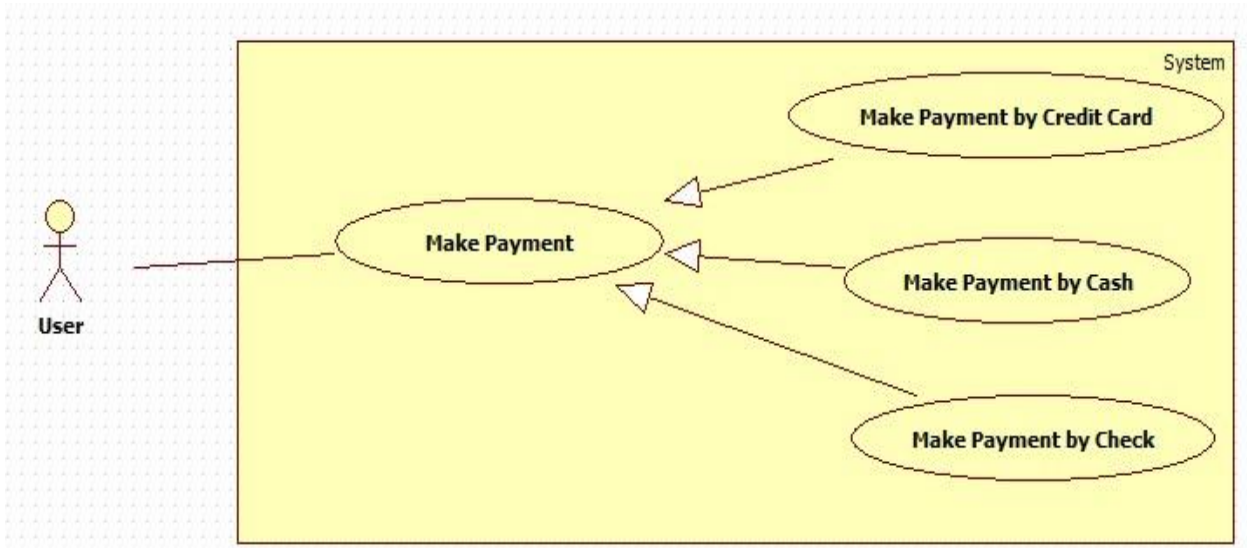 System
Make Payment by Credit Card
Make Payment
Make Payment by Cash
User
Make Payment by Check